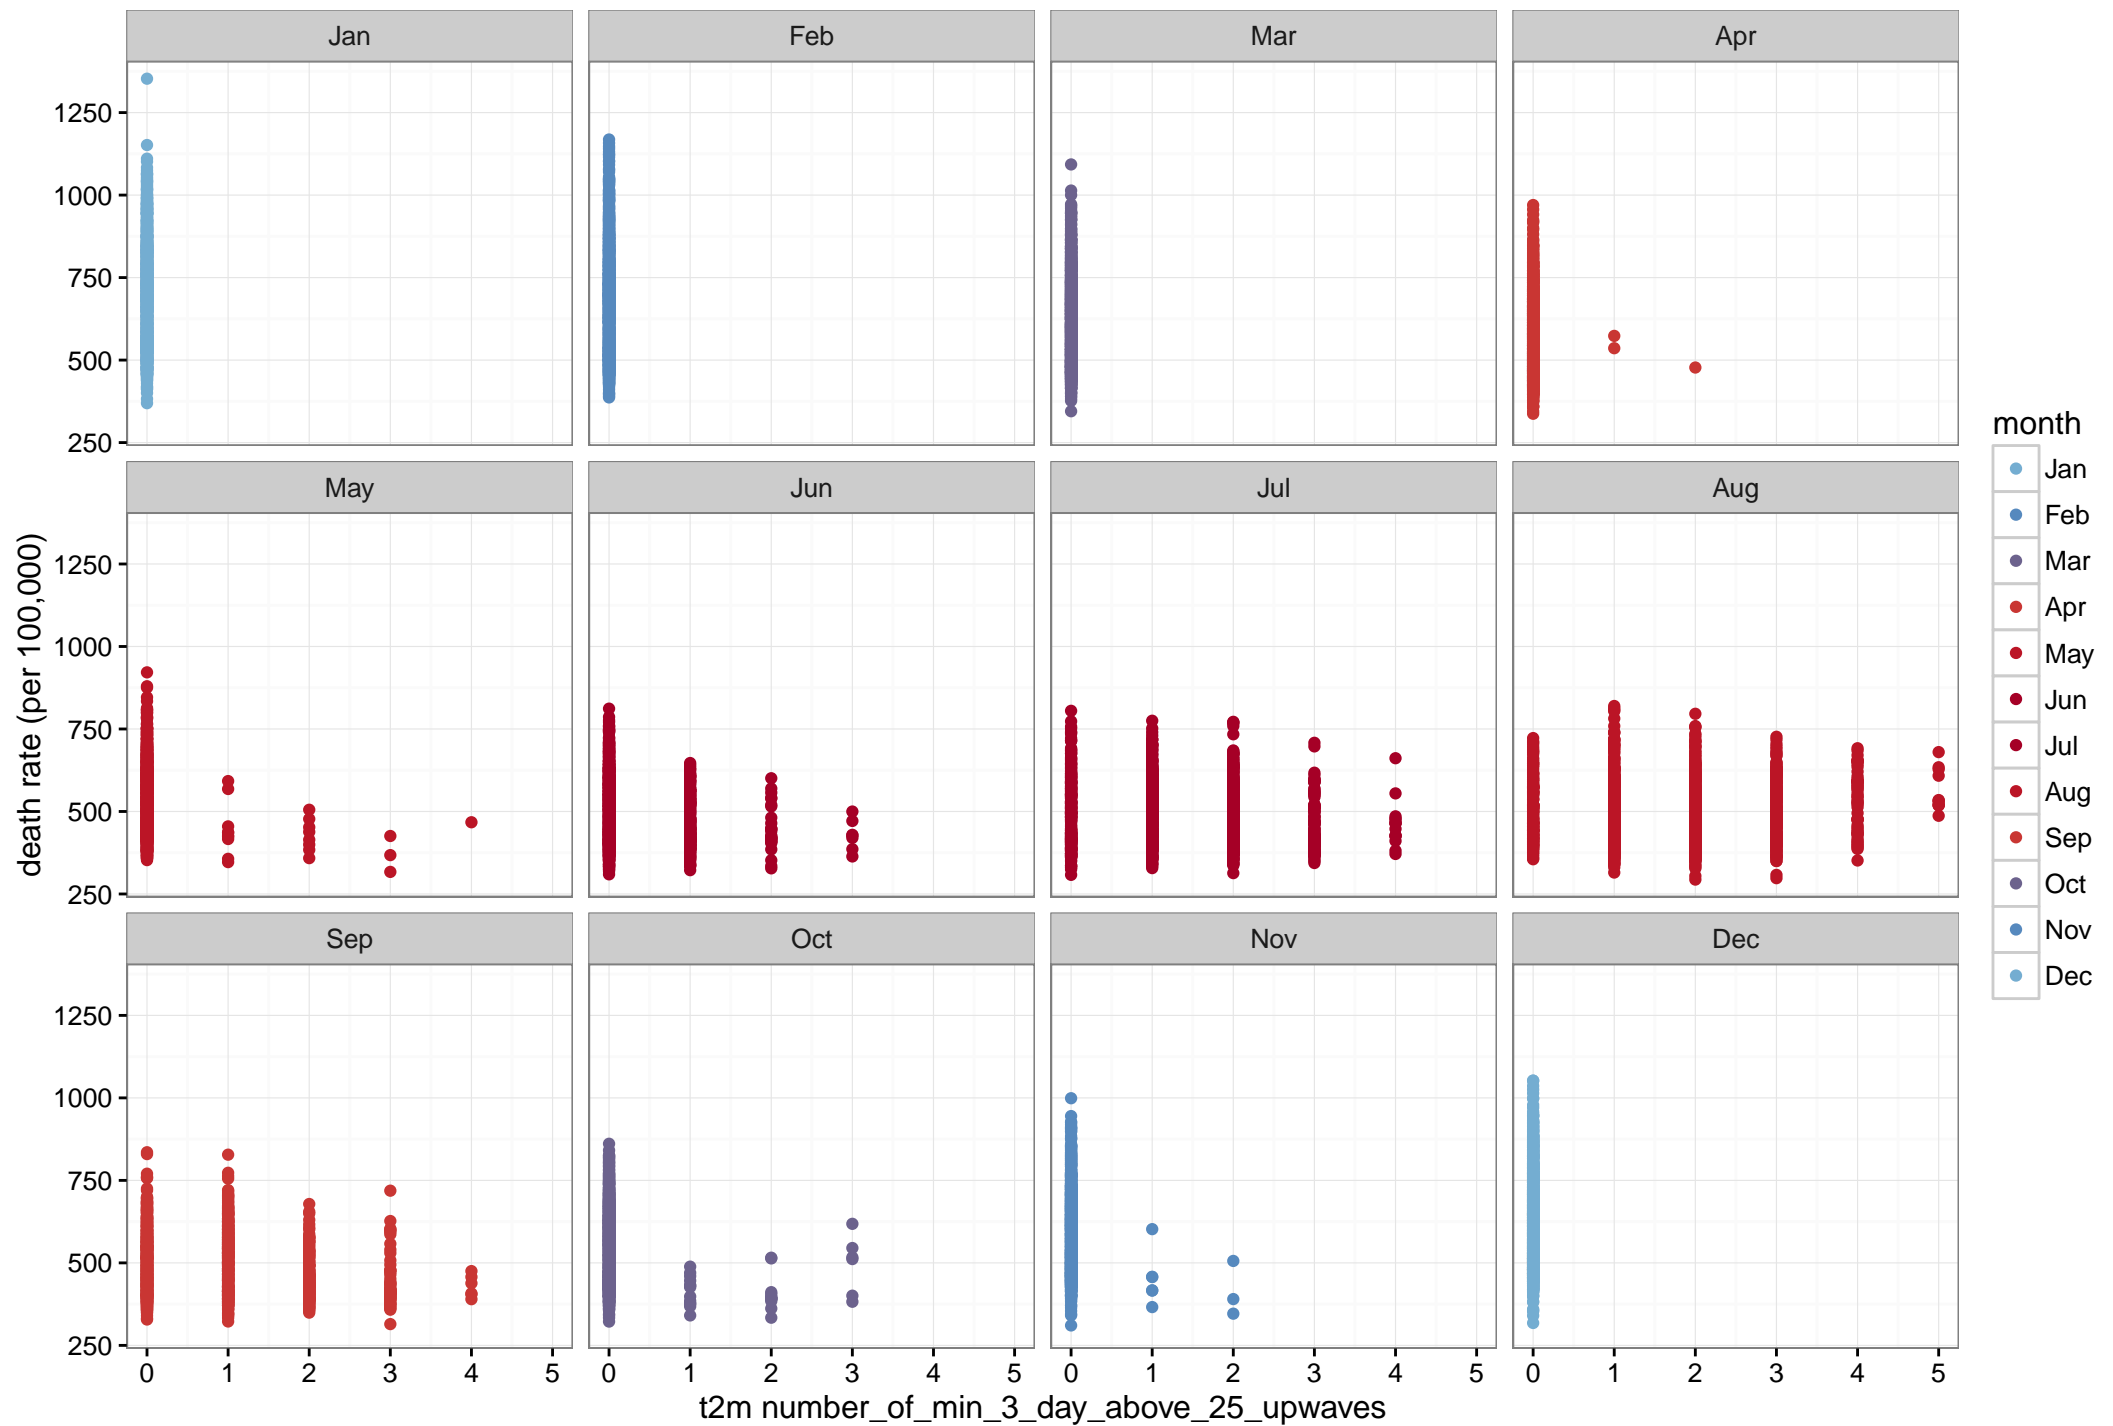 Jan Feb Mar Apr
1250
1000
750
500
250
May Jun Jul Aug
1250
1000
750
500
250
Sep Oct Nov Dec
1250
1000
750
500
250
0 1 2 3 4 5 0 1 2 3 4 5 0 1 2 3 4 5 0 1 2 3 4 5
t2m number_of_min_3_day_above_25_upwaves
death rate (per 100,000)
month
Jan
Feb
Mar
Apr
May
Jun
Jul
Aug
Sep
Oct
Nov
Dec